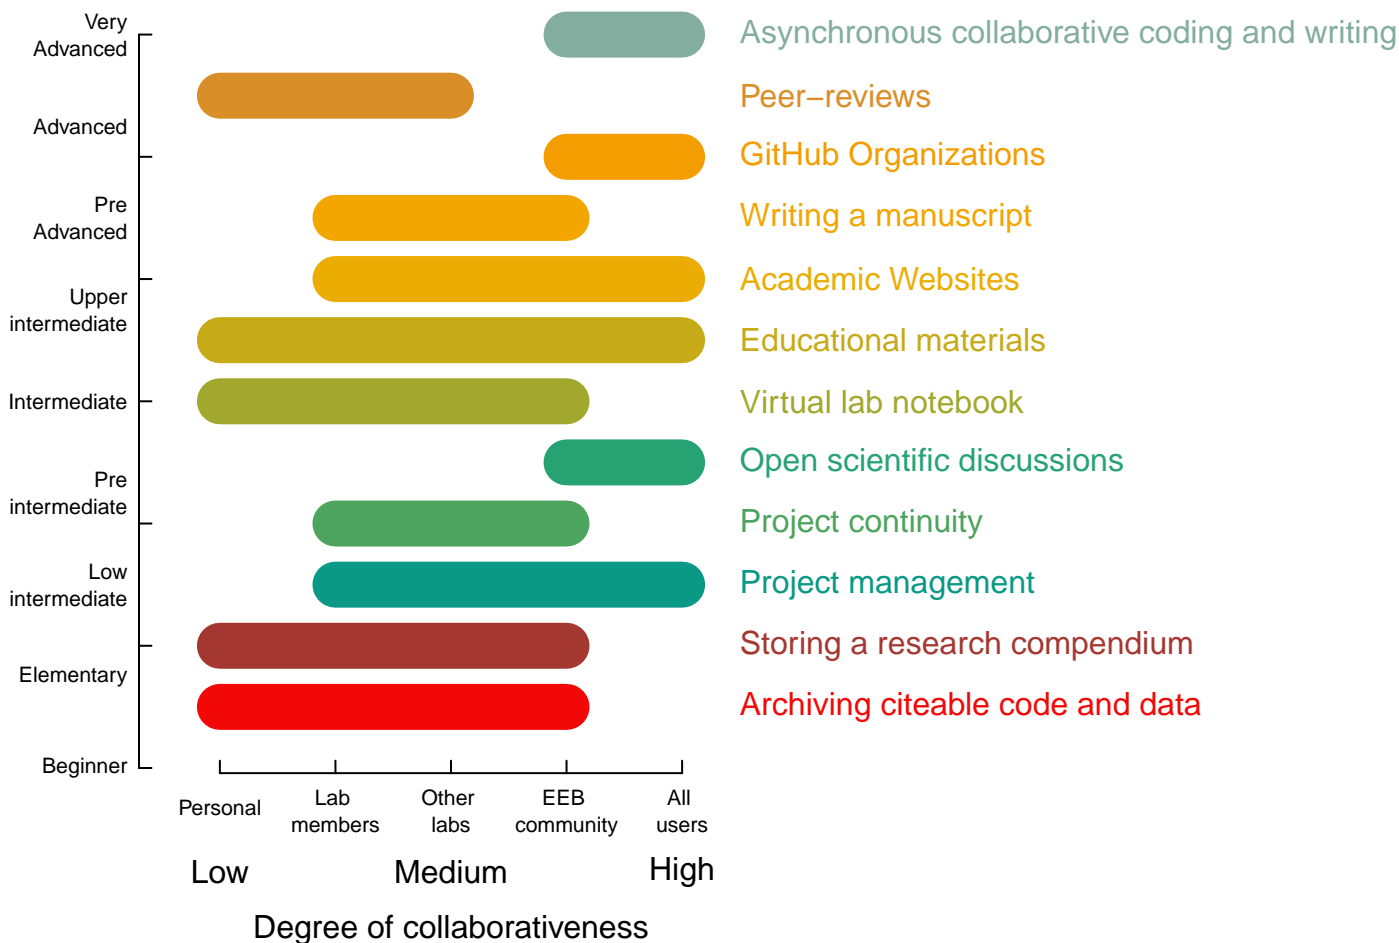 Very
Advanced
Asynchronous collaborative coding and writing
Peer−reviews
Advanced
GitHub Organizations
Pre
Advanced
Writing a manuscript
Academic Websites
Upper
intermediate
Educational materials
Intermediate
Virtual lab notebook
Open scientific discussions
Pre
intermediate
Project continuity
Low
intermediate
Project management
Storing a research compendium
Elementary
Archiving citeable code and data
Beginner
Personal
Lab
members
Other
labs
EEB
community
All
users
Low
Medium
High
Degree of collaborativeness